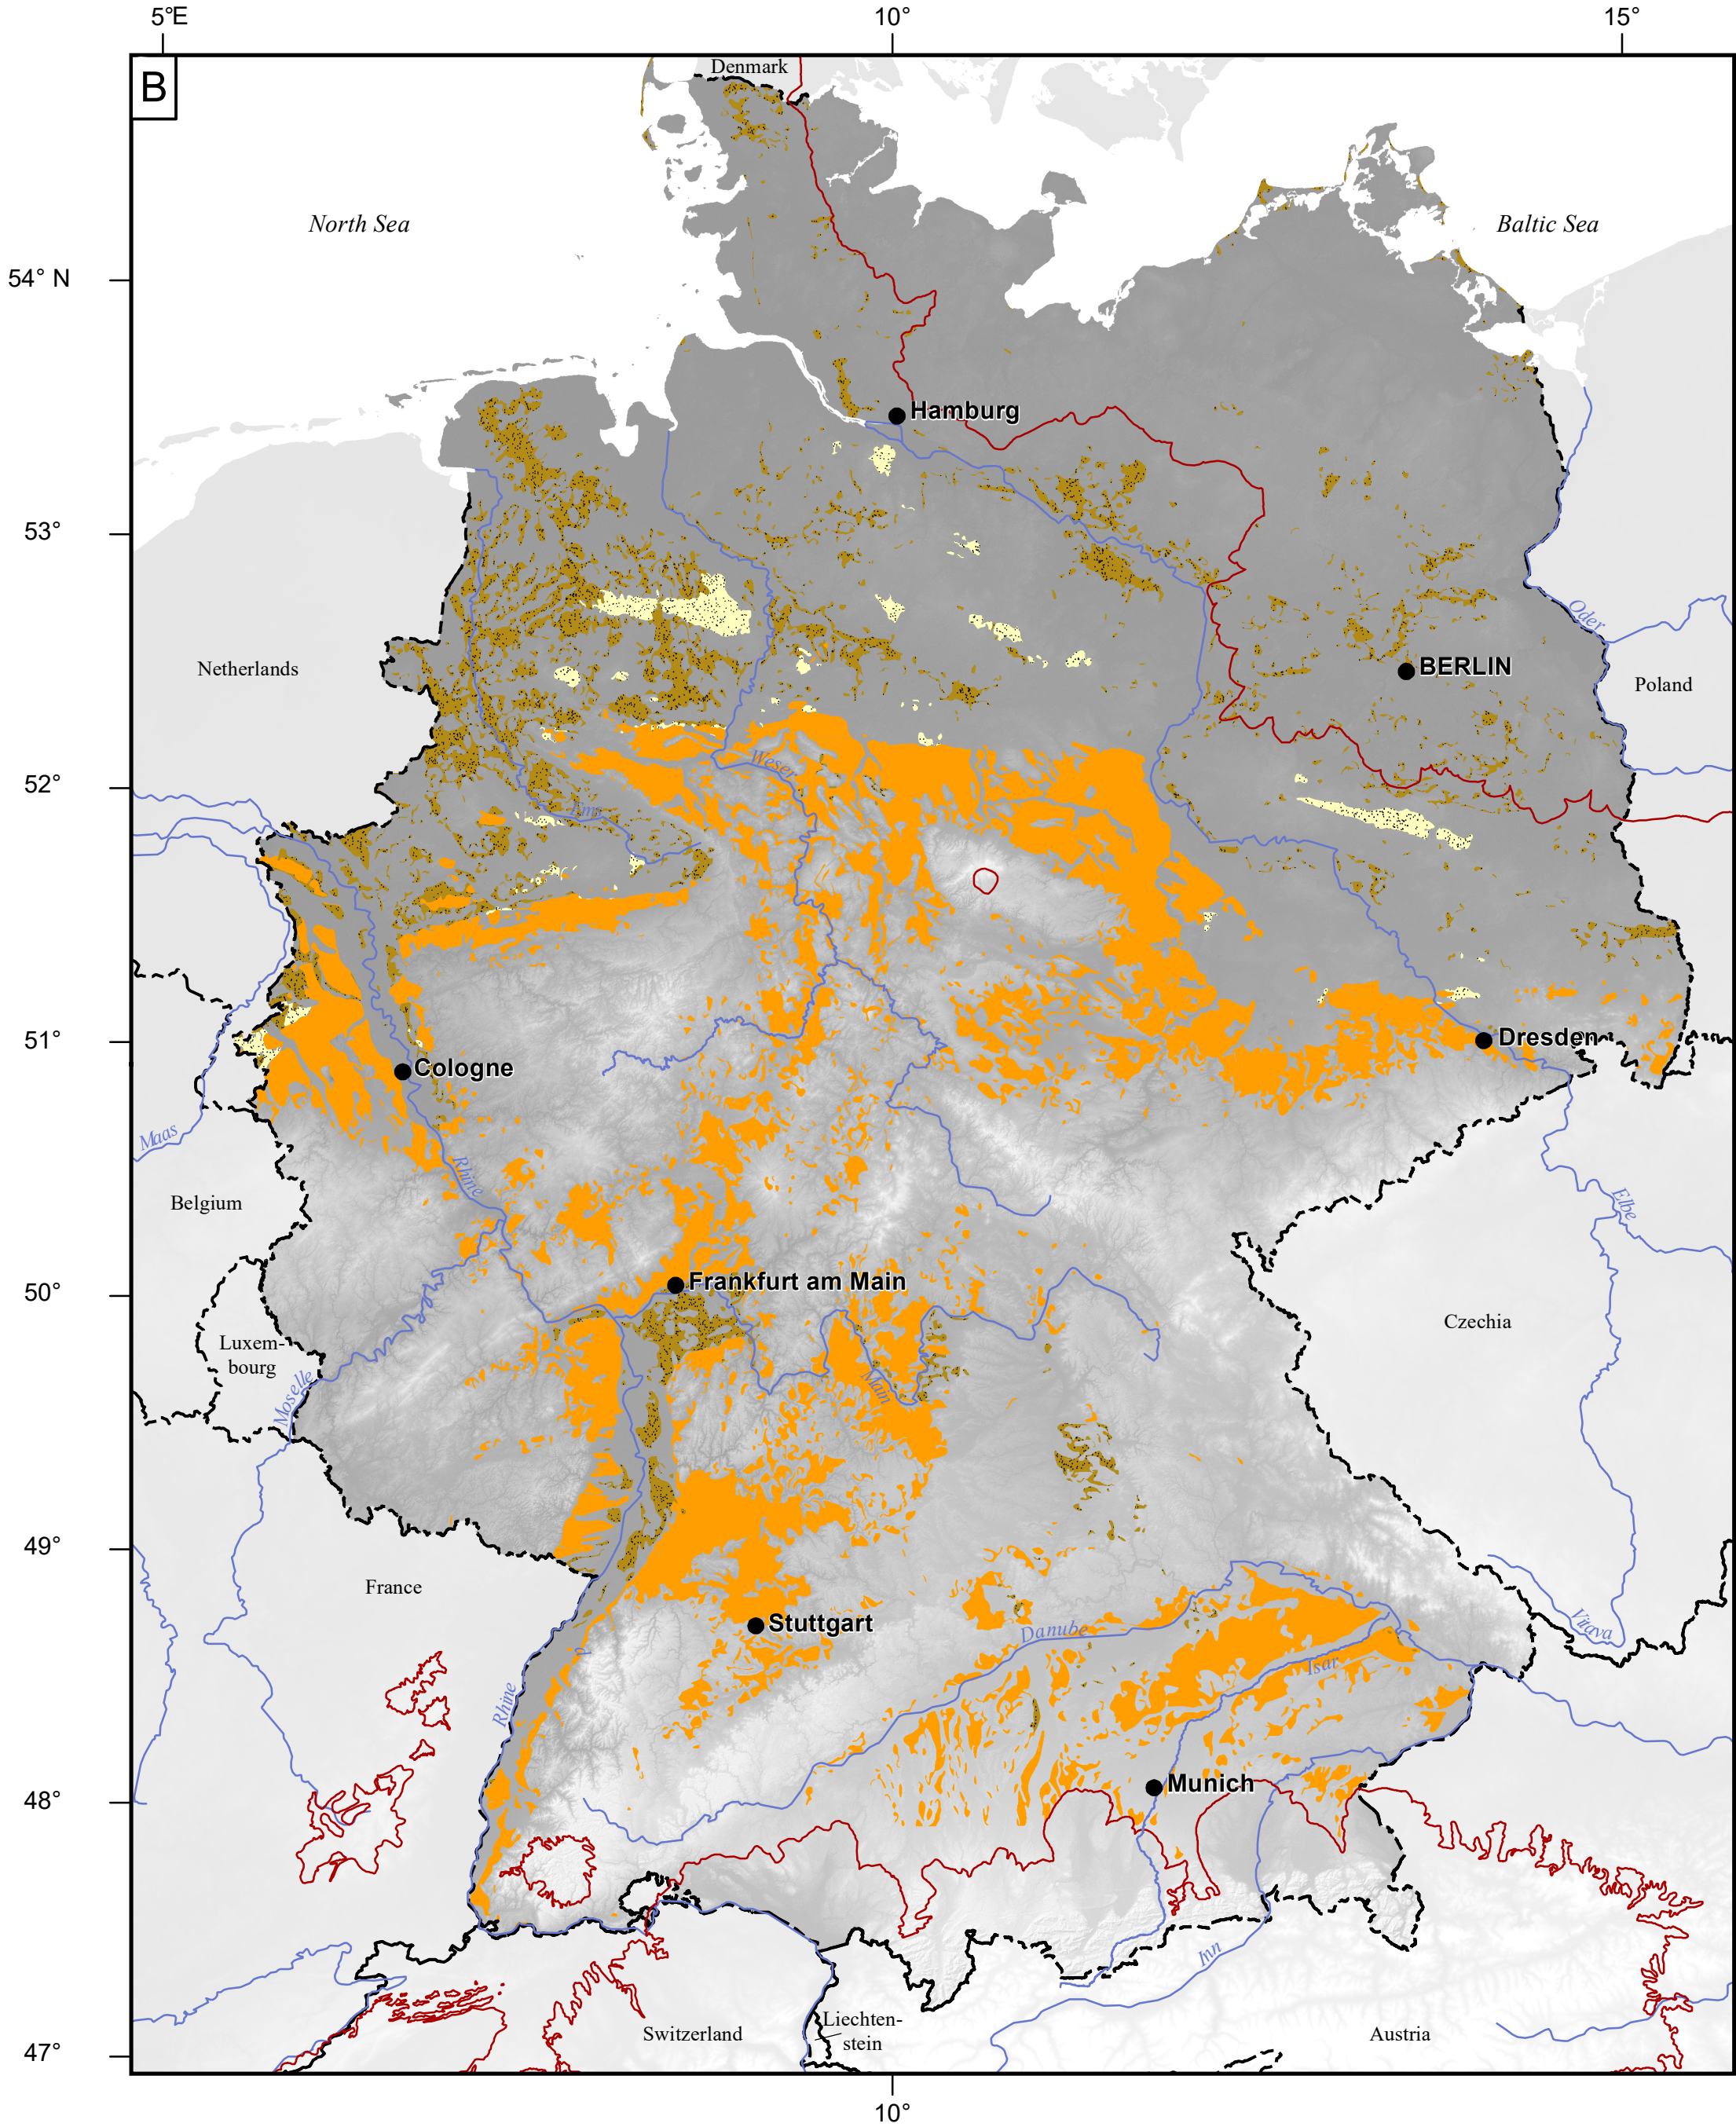 5°E
10°
15°
B
Denmark
North Sea
Baltic Sea
54° N
Hamburg
53°
Oder
Netherlands
BERLIN
Poland
52°
Weser
Ems
51°
Dresden
Cologne
Maas
Rhine
Belgium
Elbe
50°
Frankfurt am Main
Czechia
Luxem-
bourg
Moselle
Main
49°
France
Stuttgart
Danube
Vltava
Isar
Rhine
48°
Munich
Inn
47°
Switzerland
Liechten-
stein
Austria
10°